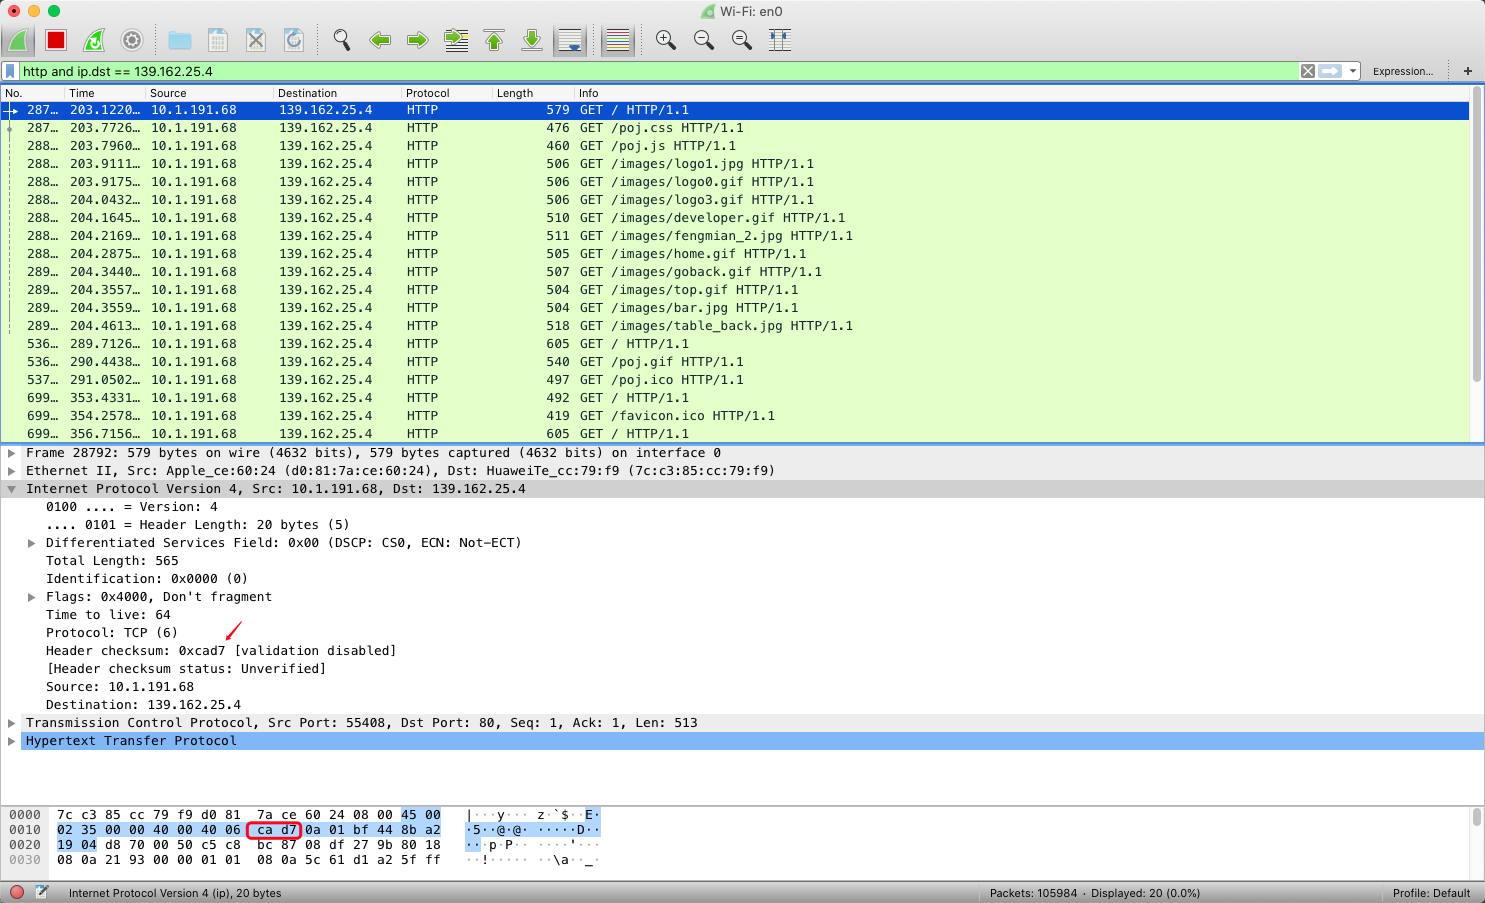 Wi-Fi: en0
http and ip.dst == 139.162.25.4 Expression... +
No. Time Source Destination Protocol Length Info
287... 203.1220... 10.1.191.68 139.162.25.4 HTTP 579 GET / HTTP/1.1
287... 203.7726... 10.1.191.68 139.162.25.4 HTTP 476 GET /poj.css HTTP/1.1
288... 203.7960... 10.1.191.68 139.162.25.4 HTTP 460 GET /poj.js HTTP/1.1
288... 203.9111... 10.1.191.68 139.162.25.4 HTTP 506 GET /images/logo1.jpg HTTP/1.1
288... 203.9175... 10.1.191.68 139.162.25.4 HTTP 506 GET /images/logo0.gif HTTP/1.1
288... 204.0432... 10.1.191.68 139.162.25.4 HTTP 506 GET /images/logo3.gif HTTP/1.1
288... 204.1645... 10.1.191.68 139.162.25.4 HTTP 510 GET /images/developer.gif HTTP/1.1
288... 204.2169... 10.1.191.68 139.162.25.4 HTTP 511 GET /images/fengmian_2.jpg HTTP/1.1
288... 204.2875... 10.1.191.68 139.162.25.4 HTTP 505 GET /images/home.gif HTTP/1.1
289... 204.3440... 10.1.191.68 139.162.25.4 HTTP 507 GET /images/goback.gif HTTP/1.1
289... 204.3557... 10.1.191.68 139.162.25.4 HTTP 504 GET /images/top.gif HTTP/1.1
289... 204.3559... 10.1.191.68 139.162.25.4 HTTP 504 GET /images/bar.jpg HTTP/1.1
289... 204.4613... 10.1.191.68 139.162.25.4 HTTP 518 GET /images/table_back.jpg HTTP/1.1
536... 289.7126... 10.1.191.68 139.162.25.4 HTTP 605 GET / HTTP/1.1
536... 290.4438... 10.1.191.68 139.162.25.4 HTTP 540 GET /poj.gif HTTP/1.1
537... 291.0502... 10.1.191.68 139.162.25.4 HTTP 497 GET /poj.ico HTTP/1.1
699... 353.4331... 10.1.191.68 139.162.25.4 HTTP 492 GET / HTTP/1.1
699... 354.2578... 10.1.191.68 139.162.25.4 HTTP 419 GET /favicon.ico HTTP/1.1
699... 356.7156... 10.1.191.68 139.162.25.4 HTTP 605 GET / HTTP/1.1
Frame 28792: 579 bytes on wire (4632 bits), 579 bytes captured (4632 bits) on interface 0
Ethernet II, Src: Apple_ce:60:24 (d0:81:7a:ce:60:24), Dst: HuaweiTe_cc:79:f9 (7c:c3:85:cc:79:f9)
Internet Protocol Version 4, Src: 10.1.191.68, Dst: 139.162.25.4
0100 .... = Version: 4
.... 0101 = Header Length: 20 bytes (5)
Differentiated Services Field: 0x00 (DSCP: CS0, ECN: Not-ECT)
Total Length: 565
Identification: 0x0000 (0)
Flags: 0x4000, Don't fragment
Time to live: 64
Protocol: TCP (6)
Header checksum: 0xcad7 [validation disabled]
[Header checksum status: Unverified]
Source: 10.1.191.68
Destination: 139.162.25.4
Transmission Control Protocol, Src Port: 55408, Dst Port: 80, Seq: 1, Ack: 1, Len: 513
Hypertext Transfer Protocol
0000 7c c3 85 cc 79 f9 d0 81 7a ce 60 24 08 00 45 00 |···y··· z·`$··E·
0010 02 35 00 00 40 00 40 06 ca d7 0a 01 bf 44 8b a2 ·5··@·@· ·····D··
0020 19 04 d8 70 00 50 c5 c8 bc 87 08 df 27 9b 80 18 ···p·P·· ····'···
0030 08 0a 21 93 00 00 01 01 08 0a 5c 61 d1 a2 5f ff ··!····· ··\a··_·
Internet Protocol Version 4 (ip), 20 bytes Packets: 105984 · Displayed: 20 (0.0%) Profile: Default